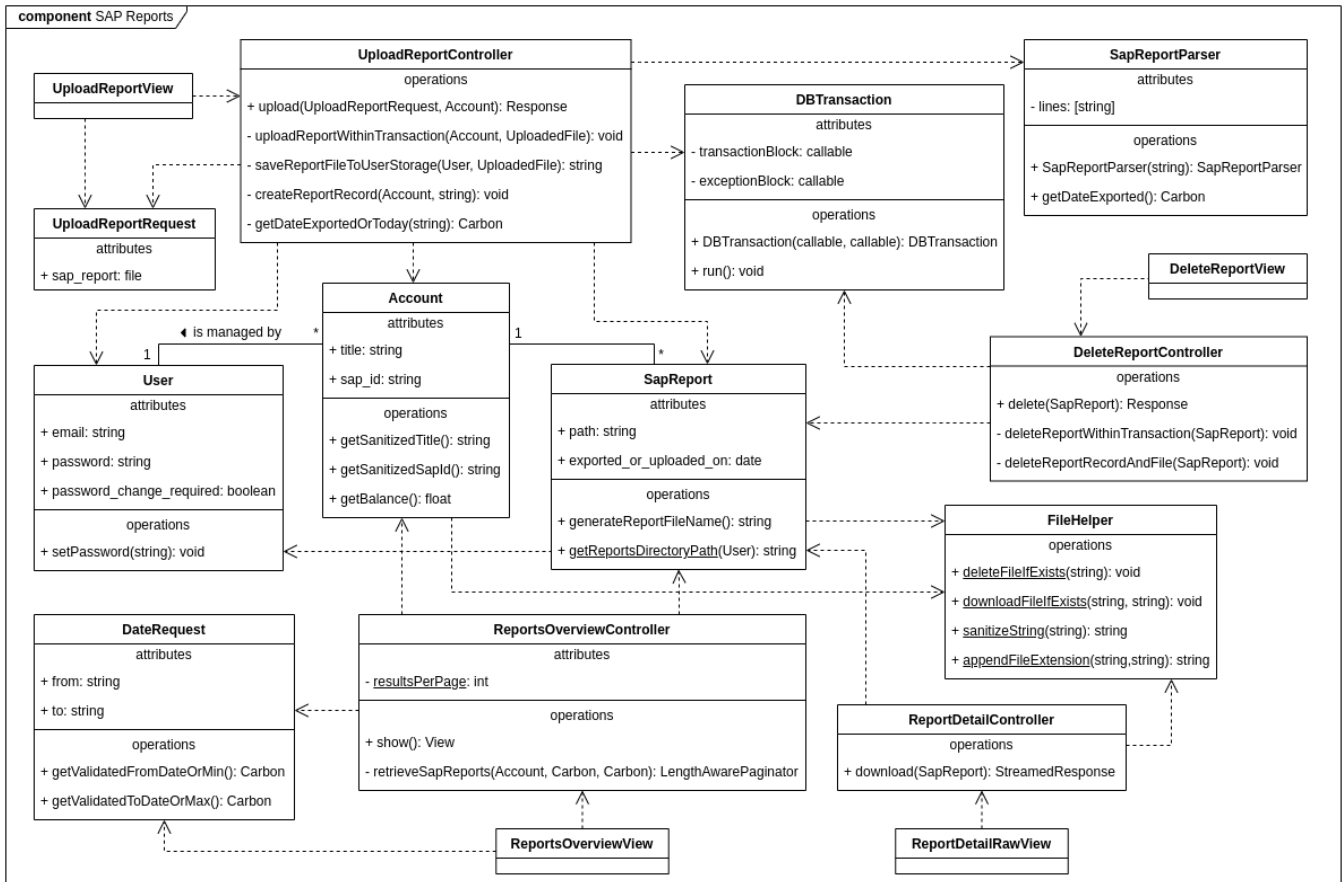 component SAP Reports
UploadReportView
UploadReportController
operations
+ upload(UploadReportRequest, Account): Response
- uploadReportWithinTransaction(Account, UploadedFile): void
- saveReportFileToUserStorage(User, UploadedFile): string
- createReportRecord(Account, string): void
- getDateExportedOrToday(string): Carbon
SapReportParser
attributes
- lines: [string]
operations
+ SapReportParser(string): SapReportParser
+ getDateExported(): Carbon
DBTransaction
attributes
- transactionBlock: callable
- exceptionBlock: callable
operations
+ DBTransaction(callable, callable): DBTransaction
+ run(): void
UploadReportRequest
attributes
+ sap_report: file
DeleteReportView
Account
attributes
+ title: string
+ sap_id: string
operations
+ getSanitizedTitle(): string
+ getSanitizedSapId(): string
+ getBalance(): float
is managed by
*
1
1
*
User
attributes
+ email: string
+ password: string
+ password_change_required: boolean
operations
+ setPassword(string): void
SapReport
attributes
+ path: string
+ exported_or_uploaded_on: date
operations
+ generateReportFileName(): string
+ getReportsDirectoryPath(User): string
DeleteReportController
operations
+ delete(SapReport): Response
- deleteReportWithinTransaction(SapReport): void
- deleteReportRecordAndFile(SapReport): void
FileHelper
operations
+ deleteFileIfExists(string): void
+ downloadFileIfExists(string, string): void
+ sanitizeString(string): string
+ appendFileExtension(string,string): string
DateRequest
attributes
+ from: string
+ to: string
operations
+ getValidatedFromDateOrMin(): Carbon
+ getValidatedToDateOrMax(): Carbon
ReportsOverviewController
attributes
- resultsPerPage: int
operations
+ show(): View
- retrieveSapReports(Account, Carbon, Carbon): LengthAwarePaginator
ReportDetailController
operations
+ download(SapReport): StreamedResponse
ReportsOverviewView
ReportDetailRawView